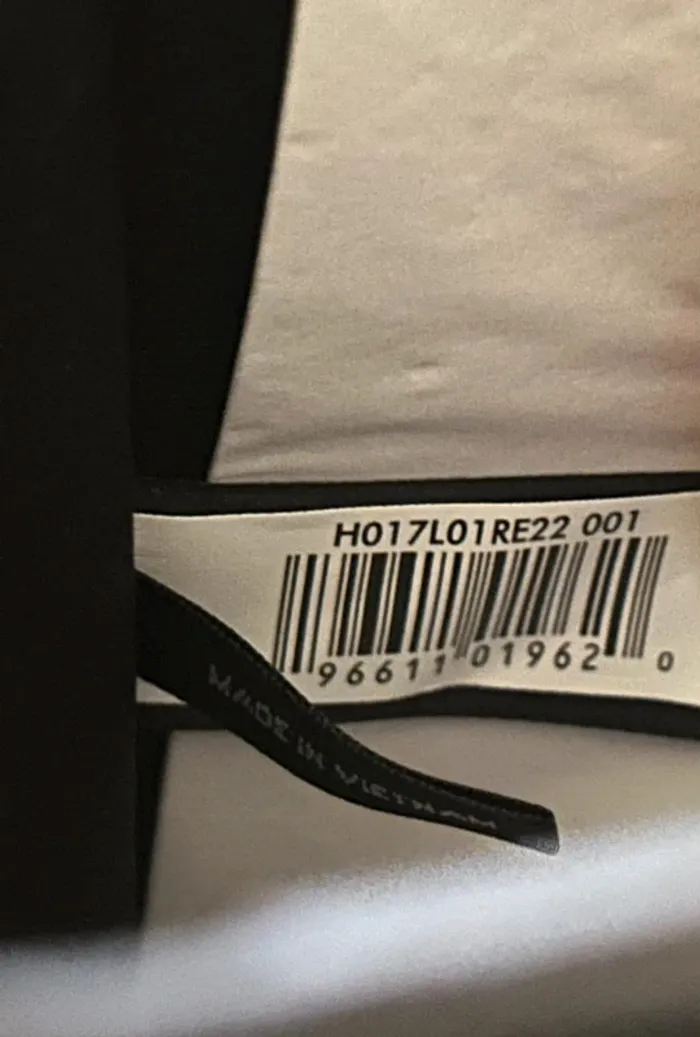 H017L01RE22 001
96611 01962 0
MADE IN VIETNAM